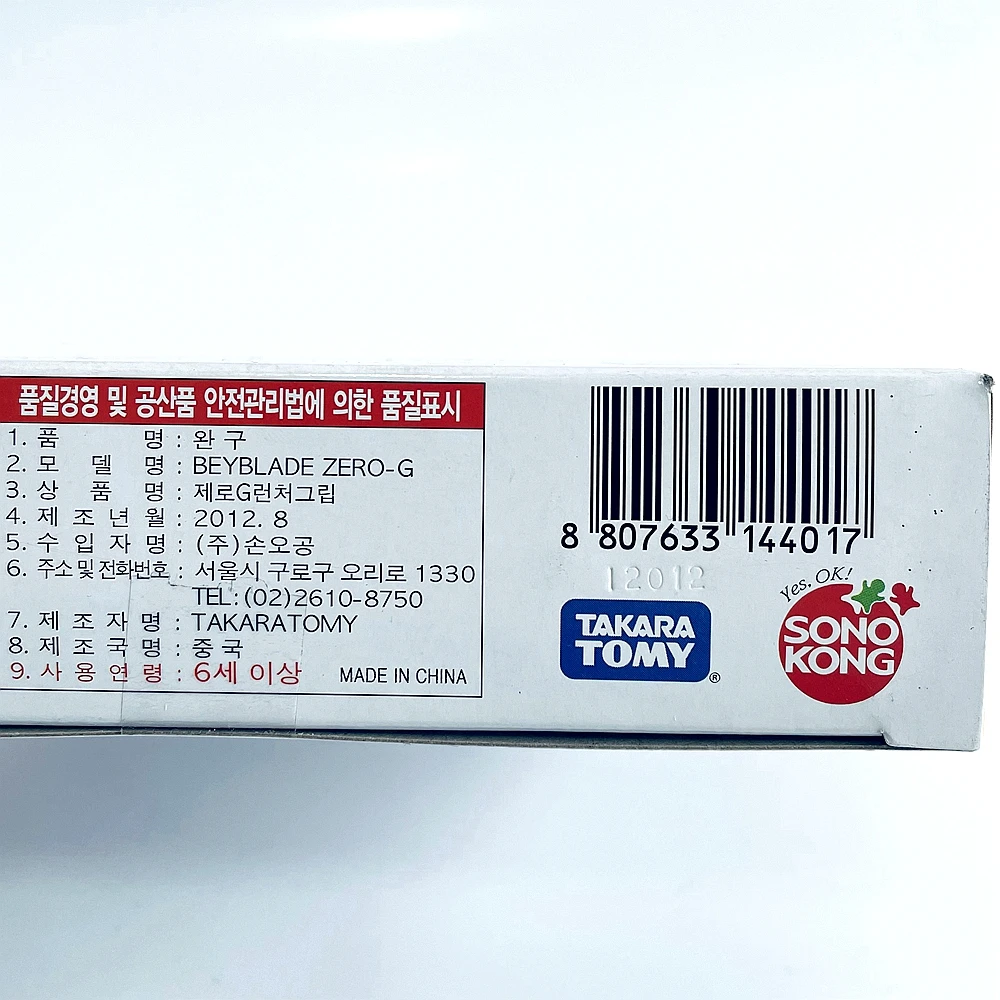 품질경영 및 공산품 안전관리법에 의한 품질표시
1. 품 명 : 완 구
2. 모 델 명 : BEYBLADE ZERO-G
3. 상 품 명 : 제로G런처그립
4. 제 조 년 월 : 2012. 8
5. 수 입 자 명 : (주)손오공
6. 주소및전화번호 : 서울시 구로구 오리로 1330
TEL:(02)2610-8750
7. 제 조 자 명 : TAKARATOMY
8. 제 조 국 명 : 중국
9. 사 용 연 령 : 6세 이상 MADE IN CHINA
8 807633 144017
12012
TAKARA
TOMY ®
Yes, OK!
SONO
KONG